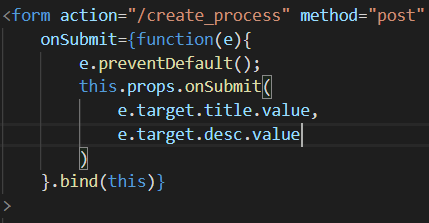 <form action="/create_process" method="post"
onSubmit={function(e){
e.preventDefault();
this.props.onSubmit(
e.target.title.value,
e.target.desc.value
)
}.bind(this)}
>